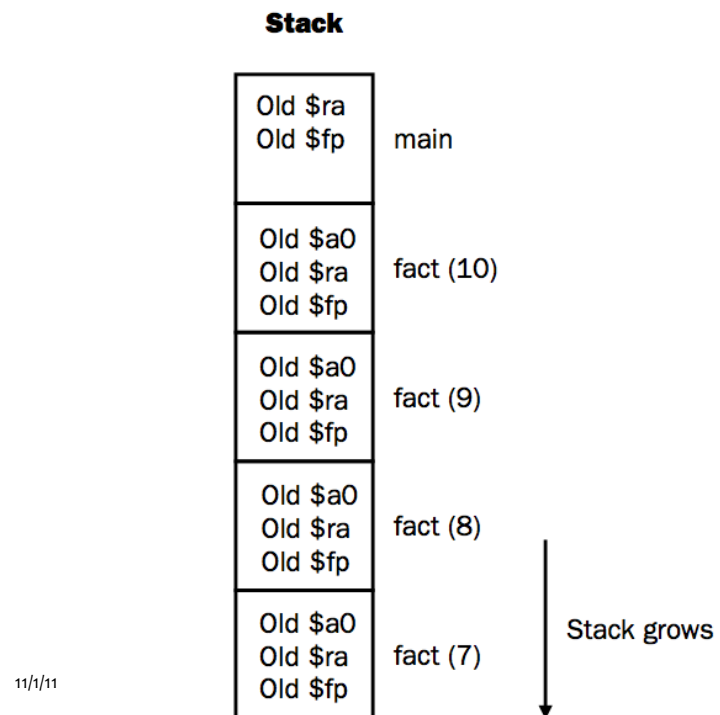 Stack
Old $ra
Old $fp
main
Old $a0
Old $ra
Old $fp
fact (10)
Old $a0
Old $ra
Old $fp
fact (9)
Old $a0
Old $ra
Old $fp
fact (8)
Old $a0
Old $ra
Old $fp
fact (7)
Stack grows
11/1/11